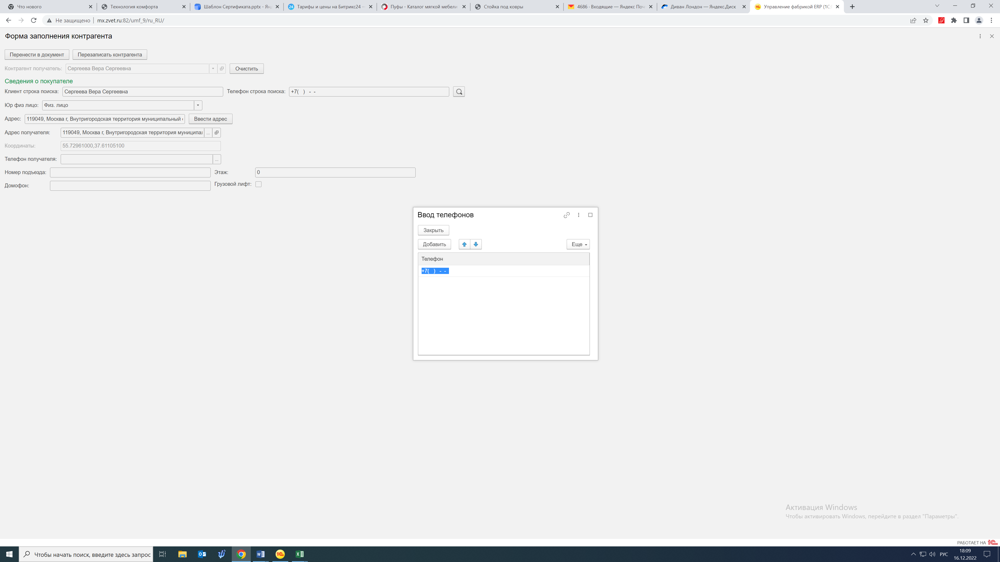 Что нового
Технология комфорта
Шаблон Сертификата.pptx - Янд
Тарифы и цены на Битрикс24 —
Пуфы - Каталог мягкой мебели
Стойка под ковры
4686 · Входящие — Яндекс Поч
Диван Лондон — Яндекс.Диск
Управление фабрикой ERP (1С:
Не защищено | mx.zvet.ru:82/umf_9/ru_RU/
Форма заполнения контрагента
Перенести в документ
Перезаписать контрагента
Контрагент получатель: Сергеева Вера Сергеевна
Очистить
Сведения о покупателе
Клиент строка поиска: Сергеева Вера Сергеевна Телефон строка поиска: +7( ) - -
Юр физ лицо: Физ. лицо
Адрес: 119049, Москва г, Внутригородская территория муниципальный Ввести адрес
Адрес получателя: 119049, Москва г, Внутригородская территория муниципал ...
Координаты: 55.72961000,37.61105100
Телефон получателя: ...
Номер подъезда: Этаж: 0
Домофон: Грузовой лифт:
Ввод телефонов
Закрыть
Добавить Еще
Телефон
+7( ) - -
Активация Windows
Чтобы активировать Windows, перейдите в раздел "Параметры".
РАБОТАЕТ НА 1С
Чтобы начать поиск, введите здесь запрос
РУС
18:09
16.12.2022